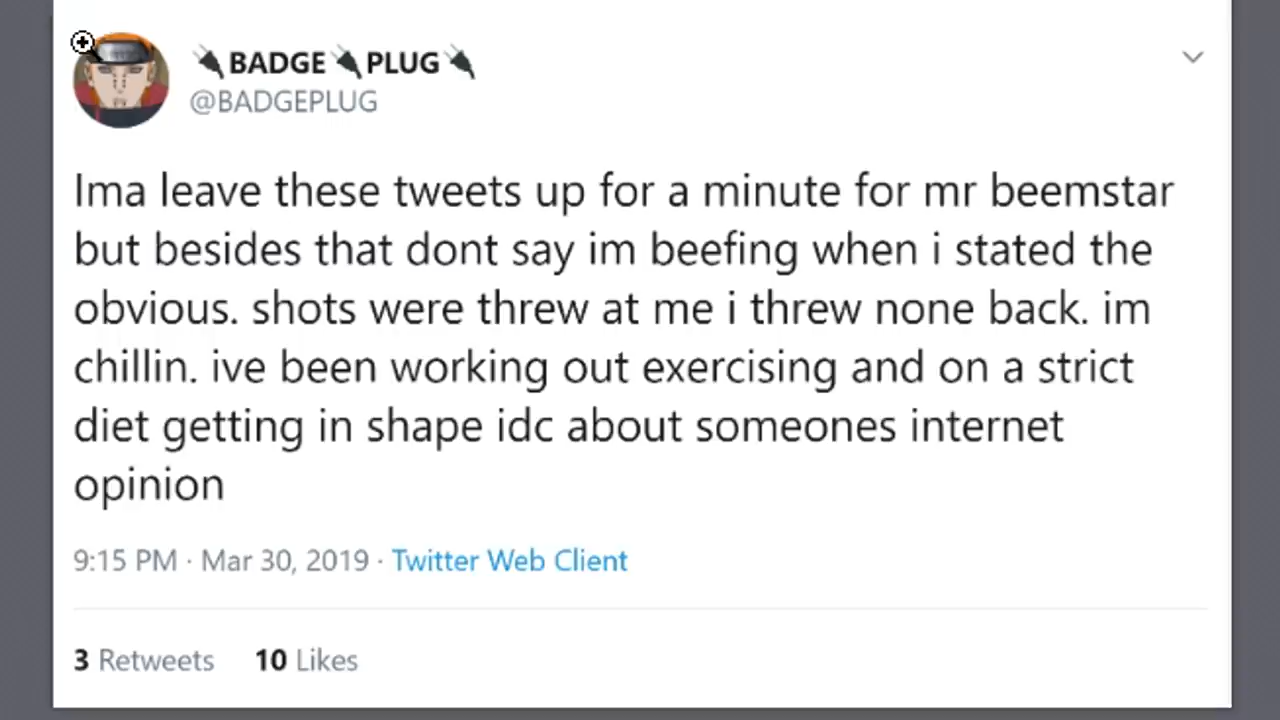 🔌BADGE🔌PLUG🔌
@BADGEPLUG
Ima leave these tweets up for a minute for mr beemstar
but besides that dont say im beefing when i stated the
obvious. shots were threw at me i threw none back. im
chillin. ive been working out exercising and on a strict
diet getting in shape idc about someones internet
opinion
9:15 PM · Mar 30, 2019 · Twitter Web Client
3 Retweets 10 Likes